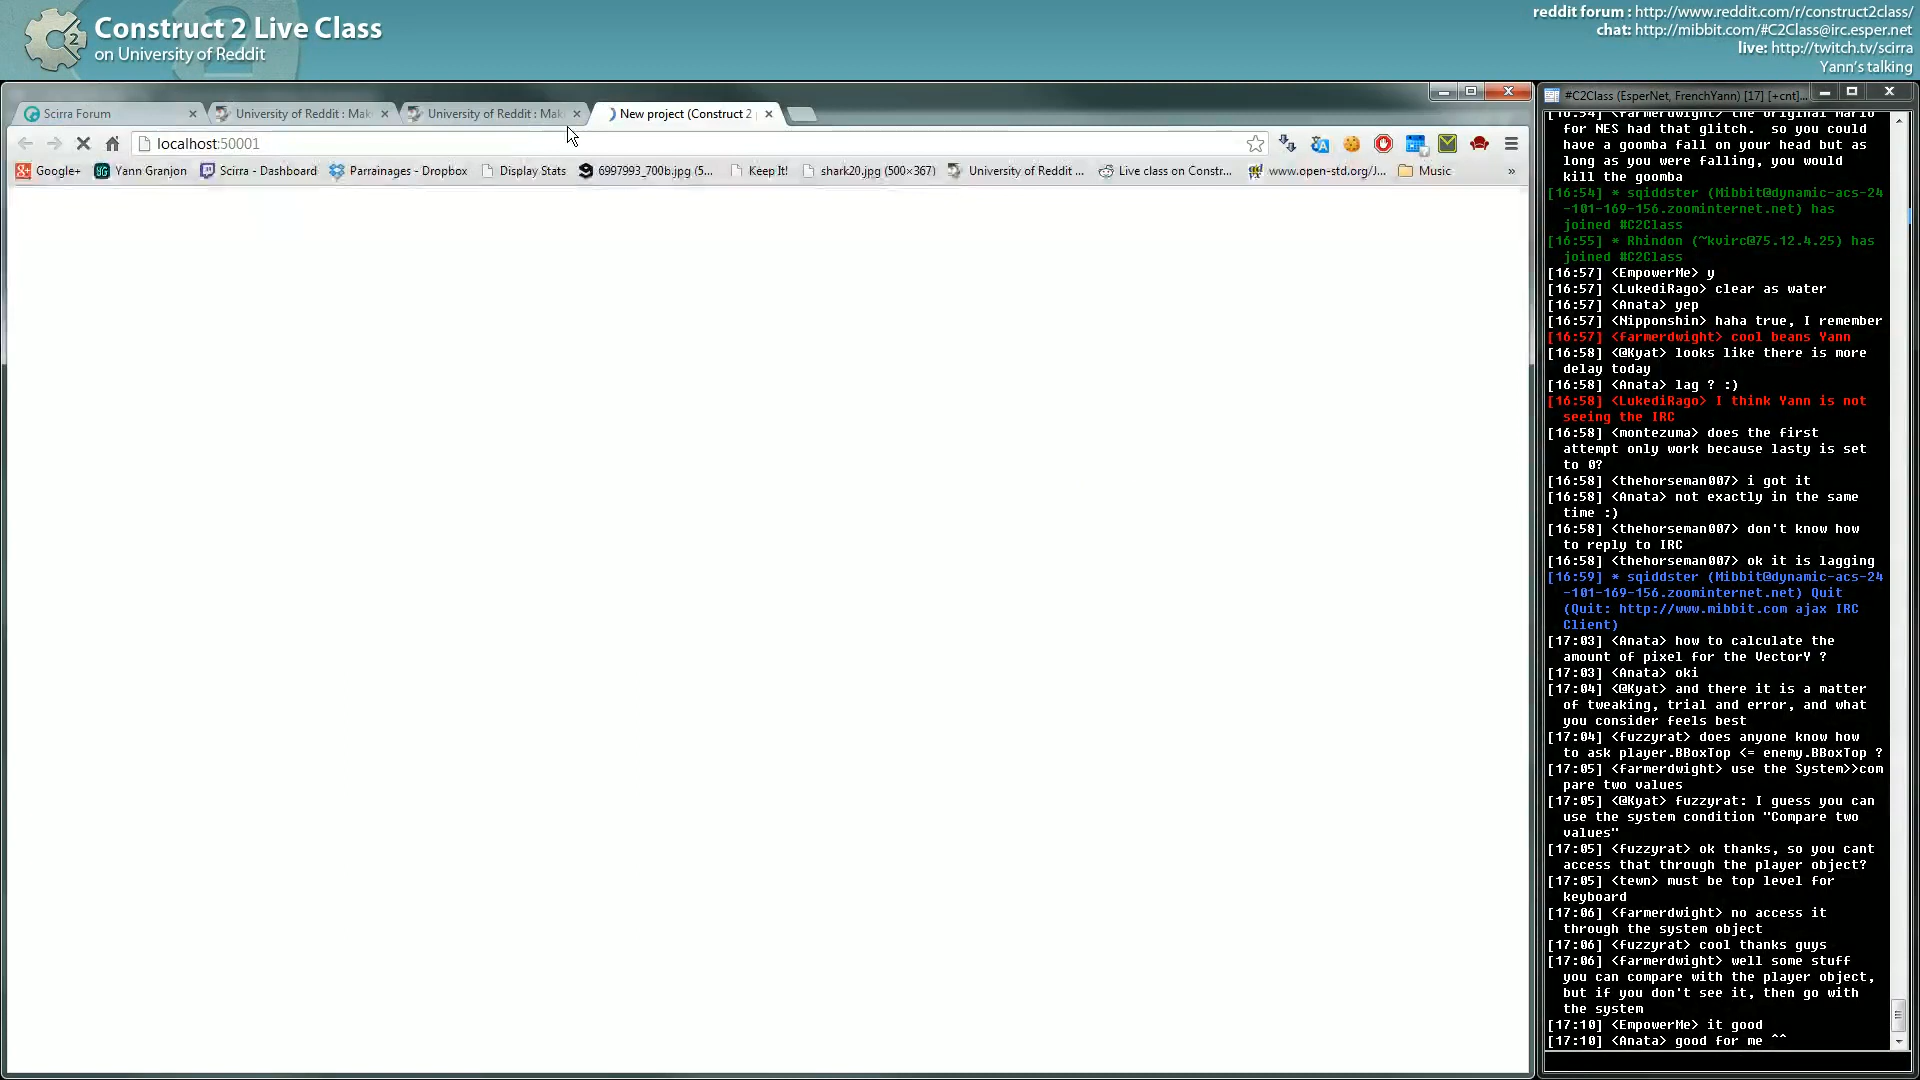 Construct 2 Live Class
on University of Reddit
reddit forum : http://www.reddit.com/r/construct2class/
chat: http://mibbit.com/#C2Class@irc.esper.net
live: http://twitch.tv/scirra
Yann's talking
Scirra Forum
University of Reddit : Mak
University of Reddit : Mak
New project (Construct 2
localhost:50001
Google+
Yann Granjon
Scirra - Dashboard
Parrainages - Dropbox
Display Stats
6997993_700b.jpg (5...
Keep It!
shark20.jpg (500×367)
University of Reddit ...
Live class on Constr...
www.open-std.org/J...
Music
»
#C2Class (EsperNet, FrenchYann) [17] [+cnt]...
[16:54] <farmerdwight> the original Mario
for NES had that glitch.  so you could
have a goomba fall on your head but as
long as you were falling, you would
kill the goomba
[16:54] * sqiddster (Mibbit@dynamic-acs-24
-101-169-156.zoominternet.net) has
joined #C2Class
[16:55] * Rhindon (~kvirc@75.12.4.25) has
joined #C2Class
[16:57] <EmpowerMe> y
[16:57] <LukediRago> clear as water
[16:57] <Anata> yep
[16:57] <Nipponshin> haha true, I remember
[16:57] <farmerdwight> cool beans Yann
[16:58] <@Kyat> looks like there is more
delay today
[16:58] <Anata> lag ? :)
[16:58] <LukediRago> I think Yann is not
seeing the IRC
[16:58] <montezuma> does the first
attempt only work because lasty is set
to 0?
[16:58] <thehorseman007> i got it
[16:58] <Anata> not exactly in the same
time :)
[16:58] <thehorseman007> don't know how
to reply to IRC
[16:58] <thehorseman007> ok it is lagging
[16:59] * sqiddster (Mibbit@dynamic-acs-24
-101-169-156.zoominternet.net) Quit
(Quit: http://www.mibbit.com ajax IRC
Client)
[17:03] <Anata> how to calculate the
amount of pixel for the VectorY ?
[17:03] <Anata> oki
[17:04] <@Kyat> and there it is a matter
of tweaking, trial and error, and what
you consider feels best
[17:04] <fuzzyrat> does anyone know how
to ask player.BBoxTop <= enemy.BBoxTop ?
[17:05] <farmerdwight> use the System>>com
pare two values
[17:05] <@Kyat> fuzzyrat: I guess you can
use the system condition "Compare two
values"
[17:05] <fuzzyrat> ok thanks, so you cant
access that through the player object?
[17:05] <tewn> must be top level for
keyboard
[17:06] <farmerdwight> no access it
through the system object
[17:06] <fuzzyrat> cool thanks guys
[17:06] <farmerdwight> well some stuff
you can compare with the player object,
but if you don't see it, then go with
the system
[17:10] <EmpowerMe> it good
[17:10] <Anata> good for me ^^